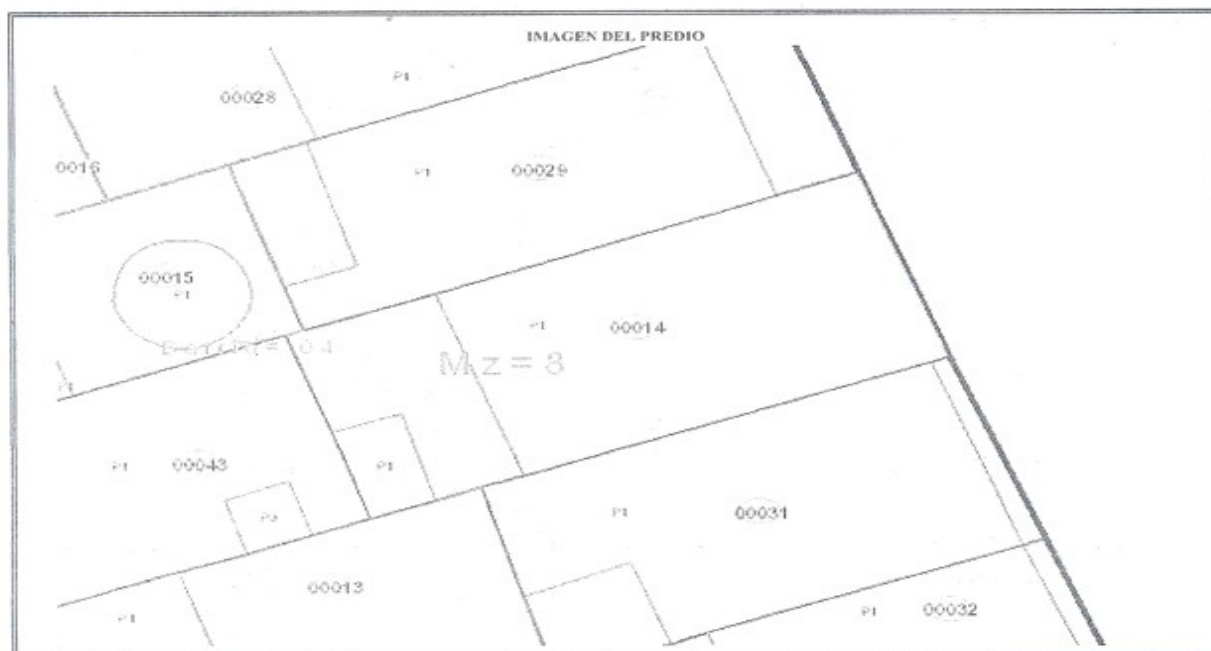 IMAGEN DEL PREDIO
P1
00028
0016
P1
00029
00015
P1
P1
00014
Mz = 8
P1
P1
00043
P1
00031
P1
00013
P1
P1
00032